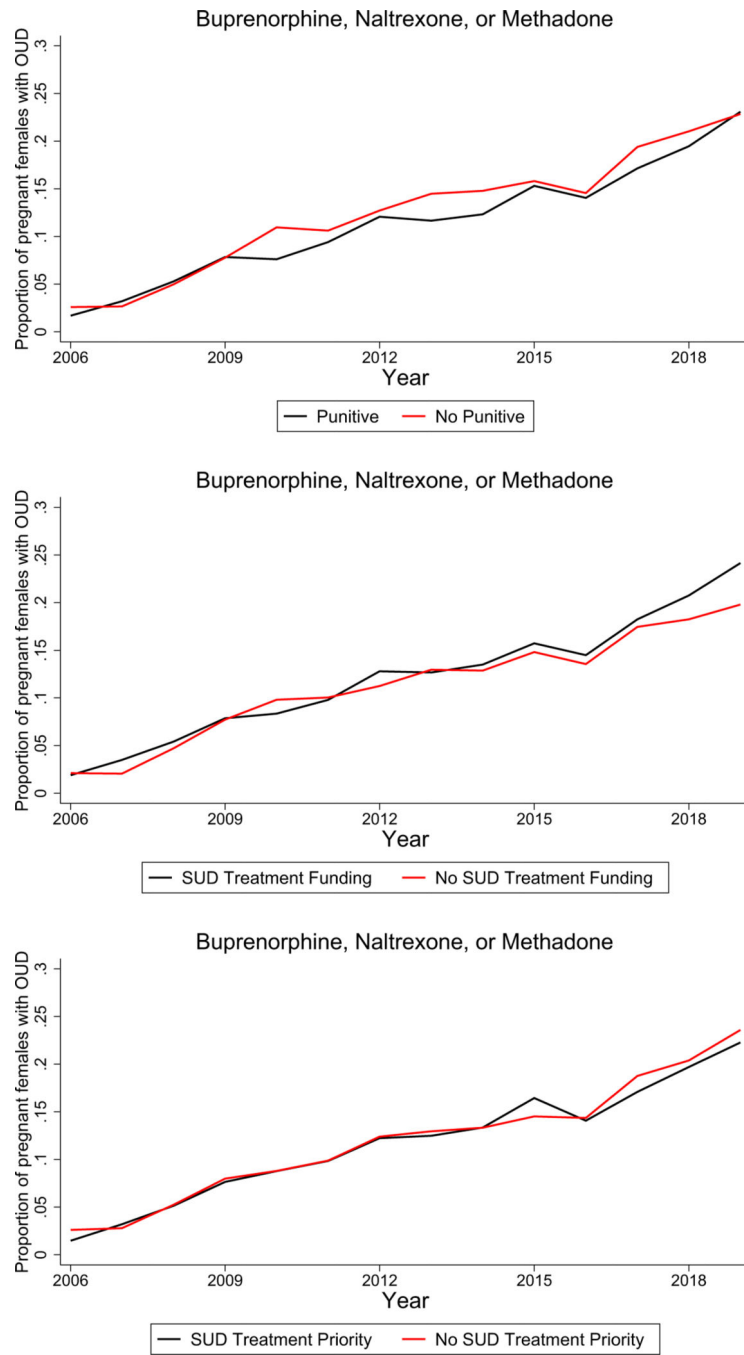 Buprenorphine, Naltrexone, or Methadone
Proportion of pregnant females with OUD
.3
.25
.2
.15
.1
.05
0
2006 2009 2012 2015 2018
Year
Punitive No Punitive
Buprenorphine, Naltrexone, or Methadone
Proportion of pregnant females with OUD
.3
.25
.2
.15
.1
.05
0
2006 2009 2012 2015 2018
Year
SUD Treatment Funding No SUD Treatment Funding
Buprenorphine, Naltrexone, or Methadone
Proportion of pregnant females with OUD
.3
.25
.2
.15
.1
.05
0
2006 2009 2012 2015 2018
Year
SUD Treatment Priority No SUD Treatment Priority